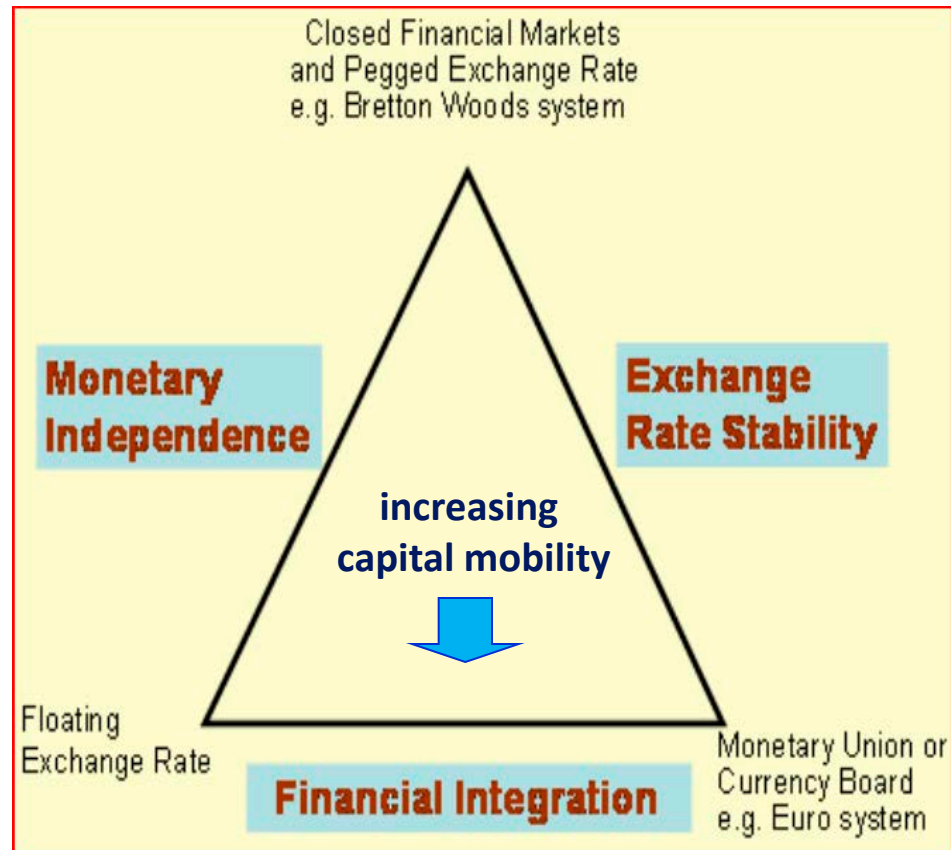 Closed Financial Markets
and Pegged Exchange Rate
e.g. Bretton Woods system
Monetary
Independence
Exchange
Rate Stability
increasing
capital mobility
Floating
Exchange Rate
Financial Integration
Monetary Union or
Currency Board
e.g. Euro system